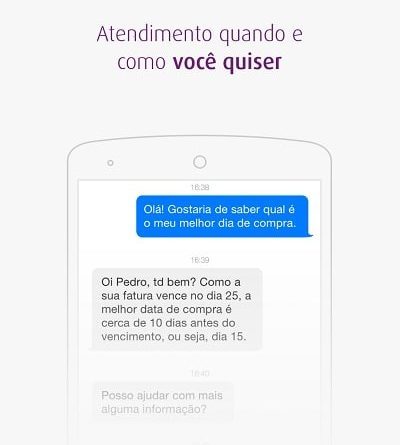 Atendimento quando e
como você quiser
16:38
Olá! Gostaria de saber qual é
o meu melhor dia de compra.
16:39
Oi Pedro, td bem? Como a
sua fatura vence no dia 25, a
melhor data de compra é
cerca de 10 dias antes do
vencimento, ou seja, dia 15.
16:40
Posso ajudar com mais
alguma informação?